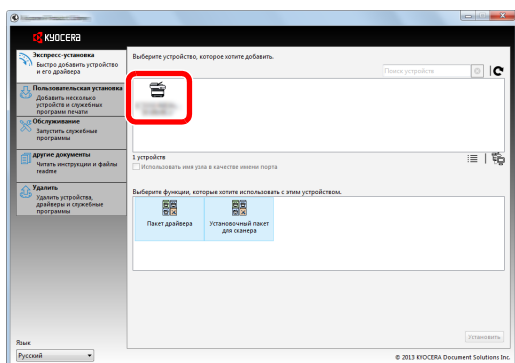 KYOCERA
Экспресс-установка
Быстро добавить устройство
и его драйвера
Пользовательская установка
Добавить несколько
устройств и служебных
программ печати
Обслуживание
Запустить служебные
программы
другие документы
Читать инструкции и файлы
readme
Удалить
Удалить устройства,
драйверы и служебные
программы
Язык
Русский
Выберите устройство, которое хотите добавить.
Поиск устройств
1 устройств
Использовать имя узла в качестве имени порта
Выберите функции, которые хотите использовать с этим устройством.
Пакет драйвера
Установочный пакет
для сканера
Установить
© 2013 KYOCERA Document Solutions Inc.